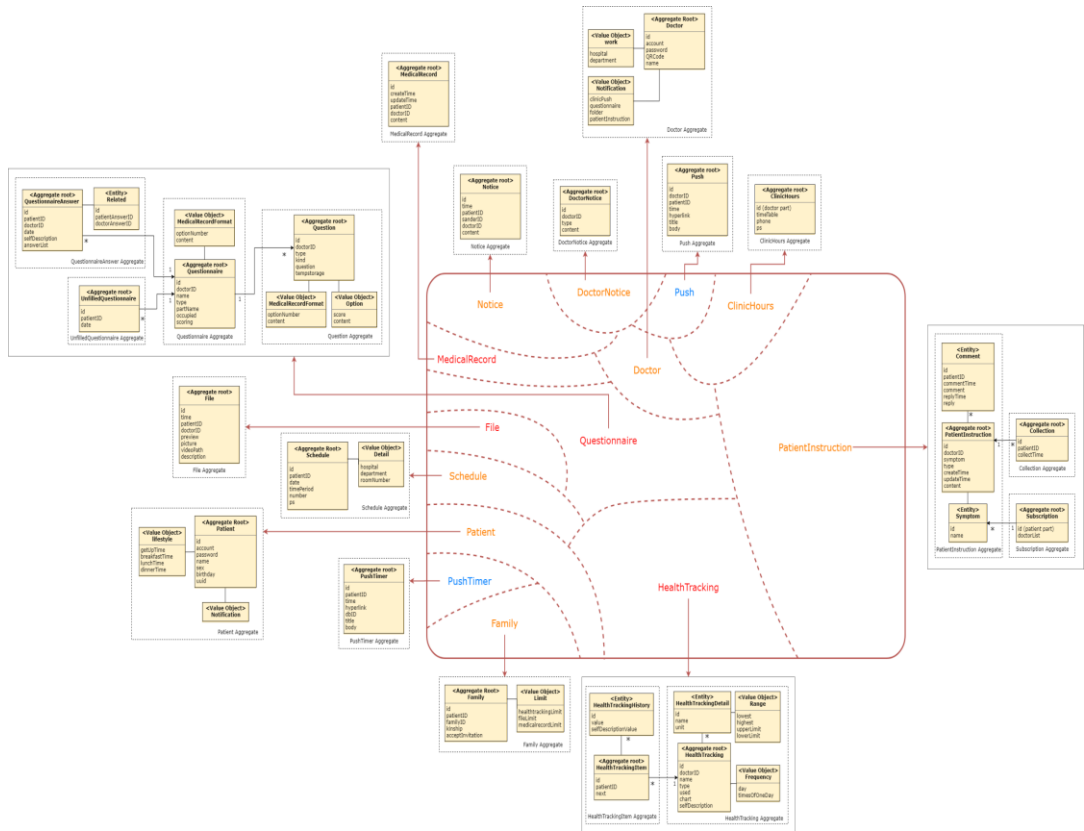 <Aggregate Root>
Doctor
id
account
password
QRCode
name
<Value Object>
work
hospital
department
<Value Object>
Notification
clinicPush
questionnaire
folder
patientInstruction
Doctor Aggregate
<Aggregate root>
MedicalRecord
id
createTime
updateTime
patientID
doctorID
content
MedicalRecord Aggregate
<Aggregate root>
Notice
id
time
patientID
sanderID
doctorID
content
Notice Aggregate
<Aggregate root>
DoctorNotice
id
doctorID
type
content
DoctorNotice Aggregate
<Aggregate root>
Push
id
doctorID
patientID
time
hyperlink
title
body
Push Aggregate
<Aggregate root>
ClinicHours
id (doctor part)
timeTable
phone
ps
ClinicHours Aggregate
<Aggregate root>
QuestionnaireAnswer
id
patientID
doctorID
date
selfDescription
answerList
<Entity>
Related
id
patientAnswerID
doctorAnswerID
*
QuestionnaireAnswer Aggregate
<Value Object>
MedicalRecordFormat
optionNumber
content
<Aggregate root>
Questionnaire
id
doctorID
name
type
partName
occupied
scoring
1
1
1
Questionnaire Aggregate
<Aggregate root>
UnfilledQuestionnaire
id
patientID
date
*
UnfilledQuestionnaire Aggregate
<Aggregate root>
Question
id
doctorID
type
kind
question
tempstorage
*
<Value Object>
MedicalRecordFormat
optionNumber
content
<Value Object>
Option
score
content
Question Aggregate
Notice
DoctorNotice
Push
ClinicHours
MedicalRecord
Doctor
File
Questionnaire
PatientInstruction
Schedule
Patient
PushTimer
HealthTracking
Family
<Aggregate root>
File
id
time
patientID
doctorID
preview
picture
videoPath
description
File Aggregate
<Aggregate Root>
Schedule
id
patientID
date
timePeriod
number
ps
<Value Object>
Detail
hospital
department
roomNumber
Schedule Aggregate
<Value Object>
lifestyle
getUpTime
breakfastTime
lunchTime
dinnerTime
<Aggregate Root>
Patient
id
account
password
name
sex
birthday
uuid
<Value Object>
Notification
Patient Aggregate
<Aggregate root>
PushTimer
id
patientID
time
hyperlink
dbID
title
body
PushTimer Aggregate
<Entity>
Comment
id
patientID
commentTime
comment
replyTime
reply
*
<Aggregate root>
PatientInstruction
id
doctorID
symptom
type
createTime
updateTime
content
1
*
<Aggregate root>
Collection
id
patientID
collectTime
Collection Aggregate
<Entity>
Symptom
id
name
*
1
<Aggregate root>
Subscription
id (patient part)
doctorList
PatientInstruction Aggregate
Subscription Aggregate
<Aggregate Root>
Family
id
patientID
familyID
kinship
acceptInvitation
<Value Object>
Limit
healthtrackingLimit
fileLimit
medicalrecordLimit
Family Aggregate
<Entity>
HealthTrackingHistory
id
value
selfDescriptionValue
*
<Aggregate root>
HealthTrackingItem
id
patientID
next
*
HealthTrackingItem Aggregate
<Entity>
HealthTrackingDetail
id
name
unit
*
<Value Object>
Range
lowest
highest
upperLimit
lowerLimit
<Aggregate root>
HealthTracking
id
doctorID
name
type
used
chart
selfDescription
1
<Value Object>
Frequency
day
timesOfOneDay
HealthTracking Aggregate